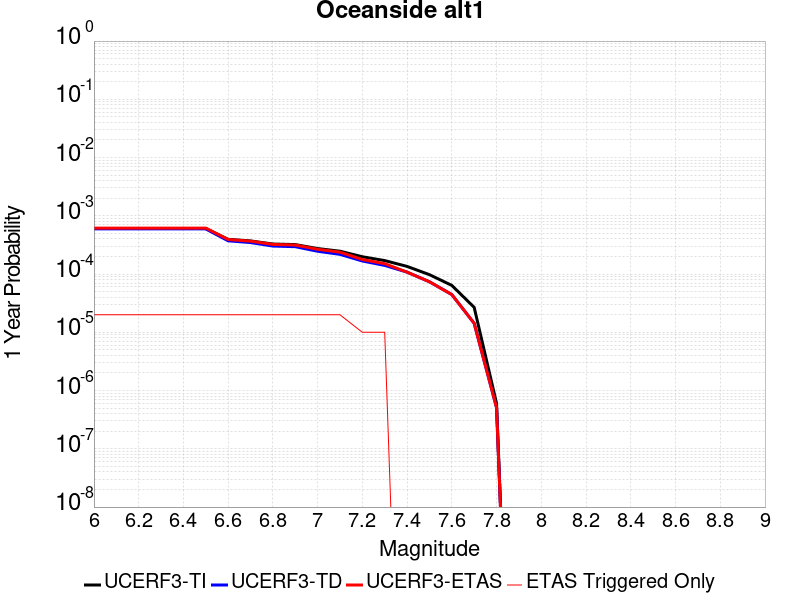 Oceanside alt1
10^0
10^-1
10^-2
10^-3
10^-4
10^-5
10^-6
10^-7
10^-8
1 Year Probability
6 6.2 6.4 6.6 6.8 7 7.2 7.4 7.6 7.8 8 8.2 8.4 8.6 8.8 9
Magnitude
UCERF3-TI UCERF3-TD UCERF3-ETAS ETAS Triggered Only